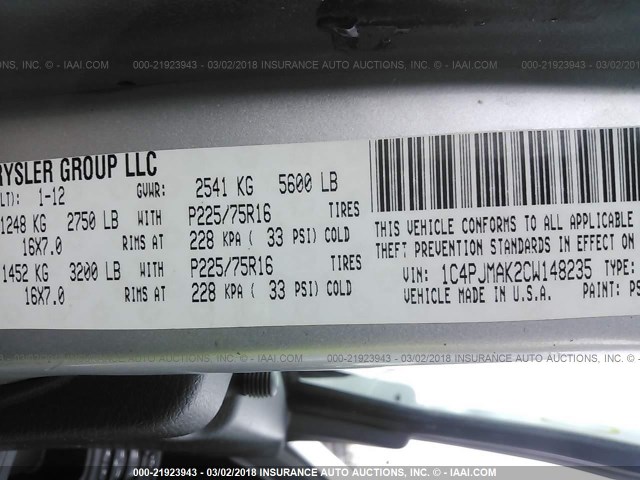 000-21923943 - 03/02/2018 INSURANCE AUTO AUCTIONS, INC. - IAAI.COM
RYSLER GROUP LLC
LT): 1-12 GVWR: 2541 KG 5600 LB
1248 KG 2750 LB WITH P225/75R16 TIRES
16X7.0 RIMS AT 228 KPA ( 33 PSI) COLD
1452 KG 3200 LB WITH P225/75R16 TIRES
16X7.0 RIMS AT 228 KPA ( 33 PSI) COLD
THIS VEHICLE CONFORMS TO ALL APPLICABLE
THEFT PREVENTION STANDARDS IN EFFECT ON
VIN: 1C4PJMAK2CW148235 TYPE:
VEHICLE MADE IN U.S.A. PAINT: PS
000-21923943 - 03/02/2018 INSURANCE AUTO AUCTIONS, INC. - IAAI.COM
000-21923943 - 03/02/2018 INSURANCE AUTO AUCTIONS, INC. - IAAI.COM